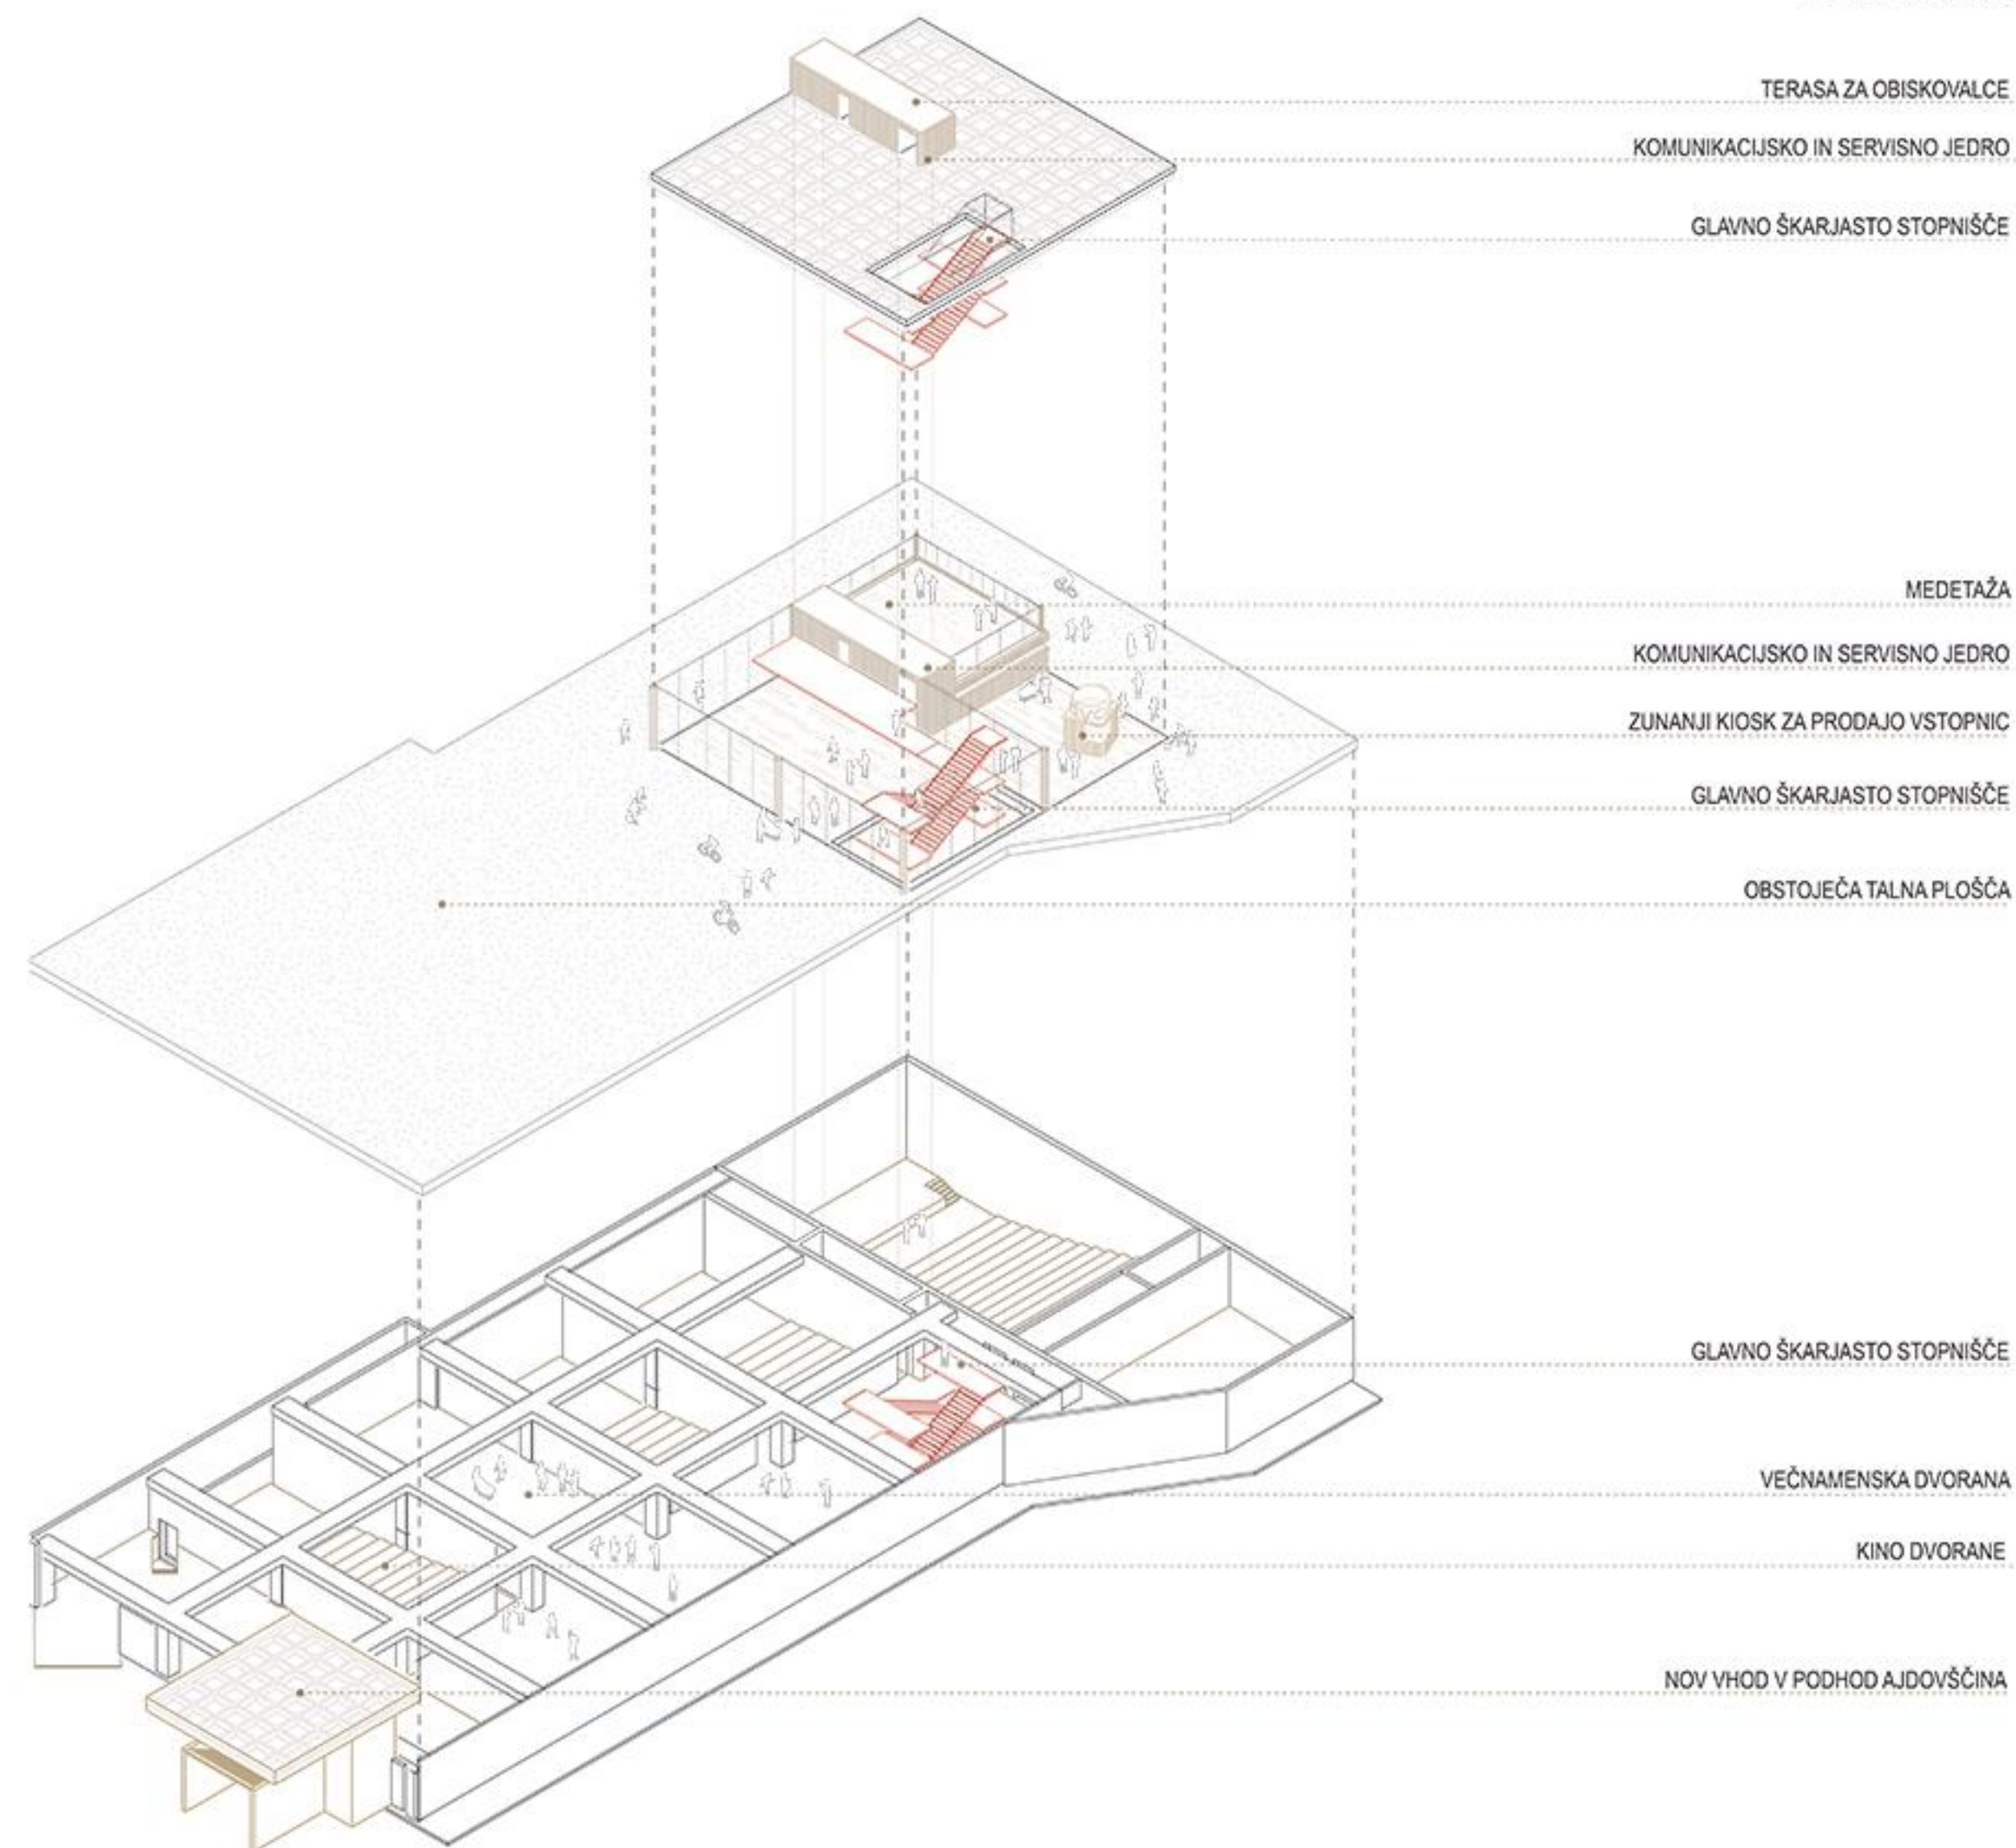 TERASA ZA OBISKOVALCE
KOMUNIKACIJSKO IN SERVISNO JEDRO
GLAVNO ŠKARJASTO STOPNIŠČE
MEDETAŽA
KOMUNIKACIJSKO IN SERVISNO JEDRO
ZUNANJI KIOSK ZA PRODAJO VSTOPNIC
GLAVNO ŠKARJASTO STOPNIŠČE
OBSTOJEČA TALNA PLOŠČA
GLAVNO ŠKARJASTO STOPNIŠČE
VEČNAMENSKA DVORANA
KINO DVORANE
NOV VHOD V PODHOD AJDOVŠČINA